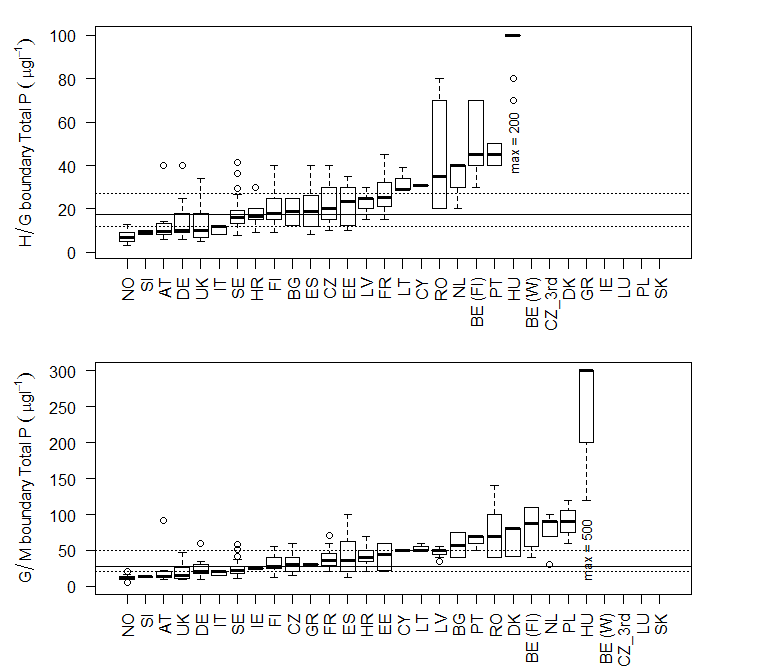 H/G boundary Total P ( μgl⁻¹)
100
80
60
40
20
0
max = 200
NO SI AT DE UK IT SE HR FI BG ES CZ EE LV FR LT CY RO NL BE (FI) PT HU BE (W) CZ_3rd DK GR IE LU PL SK
G/M boundary Total P ( μgl⁻¹)
300
250
200
150
100
50
0
max = 500
NO SI AT UK DE IT SE IE FI CZ GR FR ES HR EE CY LT LV BG PT RO DK BE (FI) NL PL HU BE (W) CZ_3rd LU SK